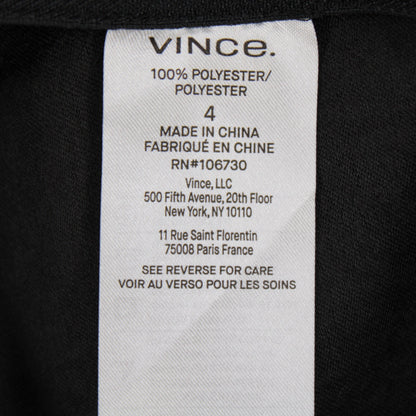 VINCE.
100% POLYESTER/
POLYESTER
4
MADE IN CHINA
FABRIQUÉ EN CHINE
RN#106730
Vince, LLC
500 Fifth Avenue, 20th Floor
New York, NY 10110
11 Rue Saint Florentin
75008 Paris France
SEE REVERSE FOR CARE
VOIR AU VERSO POUR LES SOINS